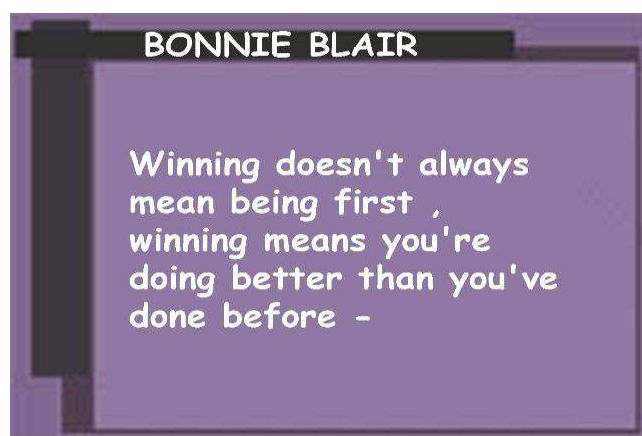 BONNIE BLAIR
Winning doesn't always
mean being first ,
winning means you're
doing better than you've
done before -